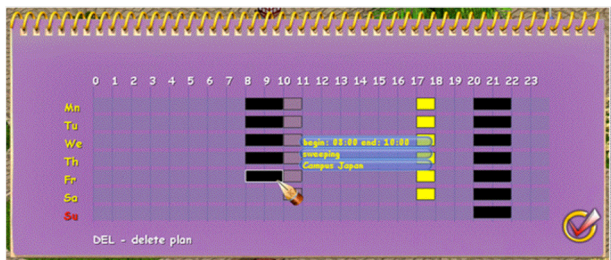 0 1 2 3 4 5 6 7 8 9 10 11 12 13 14 15 16 17 18 19 20 21 22 23
Mn
Tu
We
begin: 08:00 end: 10:00
sweeping
Th
Campus Japan
Fr
Sa
Su
DEL - delete plan